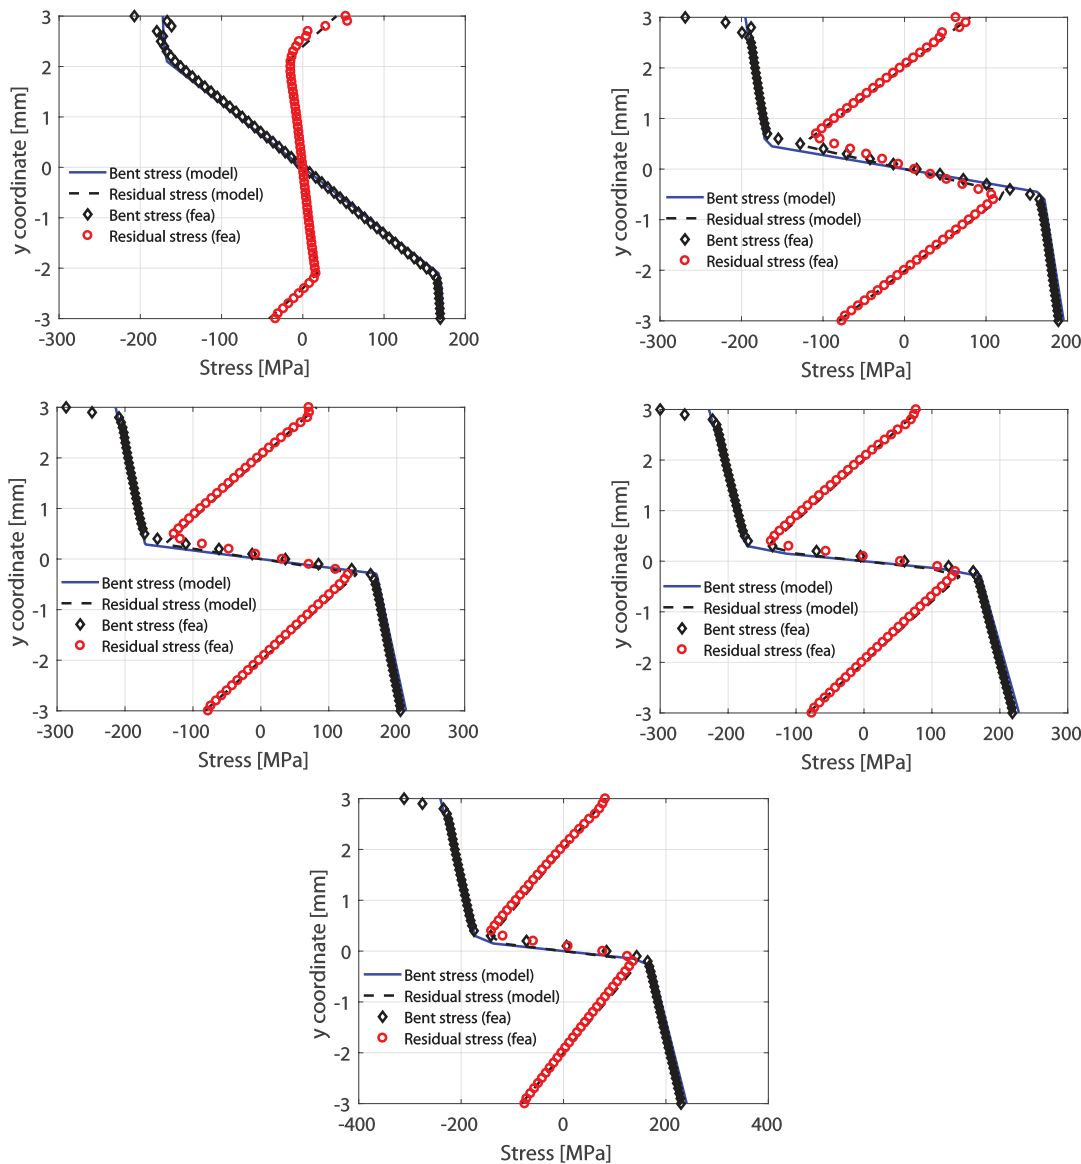 3
2
1
0
-1
-2
-3
y coordinate [mm]
Bent stress (model)
Residual stress (model)
Bent stress (fea)
Residual stress (fea)
-300
-200
-100
0
100
200
Stress [MPa]
3
2
1
0
-1
-2
-3
y coordinate [mm]
Bent stress (model)
Residual stress (model)
Bent stress (fea)
Residual stress (fea)
-300
-200
-100
0
100
200
Stress [MPa]
3
2
1
0
-1
-2
-3
y coordinate [mm]
Bent stress (model)
Residual stress (model)
Bent stress (fea)
Residual stress (fea)
-300
-200
-100
0
100
200
300
Stress [MPa]
3
2
1
0
-1
-2
-3
y coordinate [mm]
Bent stress (model)
Residual stress (model)
Bent stress (fea)
Residual stress (fea)
-300
-200
-100
0
100
200
300
Stress [MPa]
3
2
1
0
-1
-2
-3
y coordinate [mm]
Bent stress (model)
Residual stress (model)
Bent stress (fea)
Residual stress (fea)
-400
-200
0
200
400
Stress [MPa]